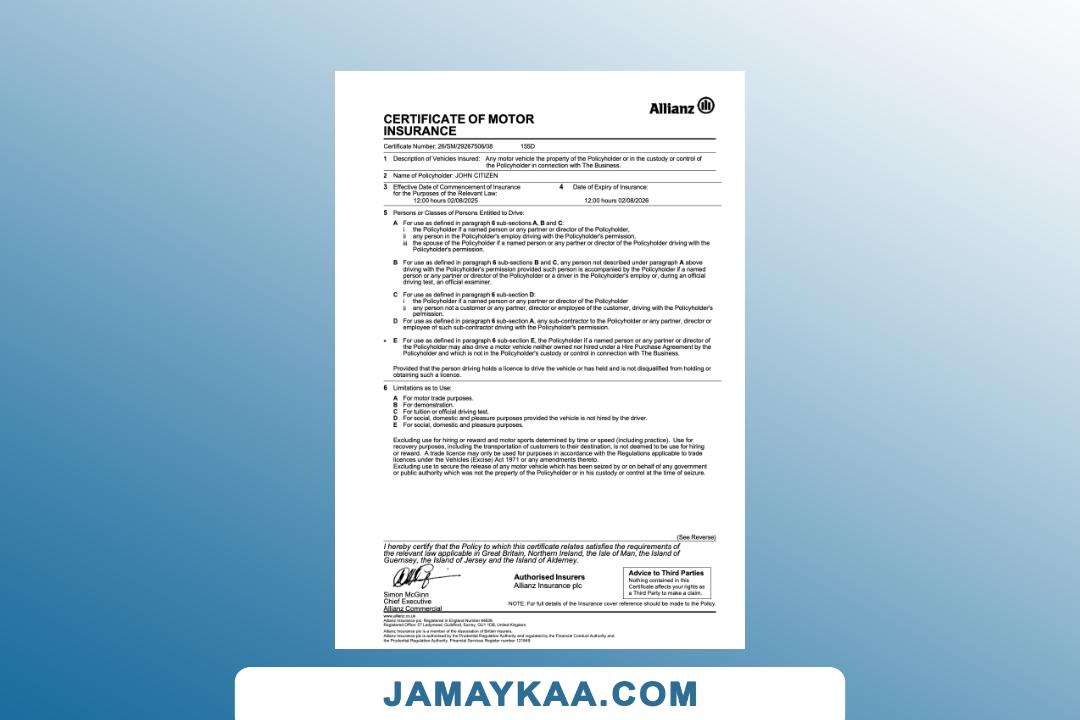 Allianz
CERTIFICATE OF MOTOR
INSURANCE
Certificate Number: 26/SM/29267506/08 155D
1 Description of Vehicles Insured: Any motor vehicle the property of the Policyholder or in the custody or control of
the Policyholder in connection with The Business.
2 Name of Policyholder: JOHN CITIZEN
3 Effective Date of Commencement of Insurance 4 Date of Expiry of Insurance:
for the Purposes of the Relevant Law:
12:00 hours 02/08/2025 12:00 hours 02/08/2026
5 Persons or Classes of Persons Entitled to Drive:
A For use as defined in paragraph 6 sub-sections A, B and C:
i the Policyholder if a named person or any partner or director of the Policyholder,
ii any person in the Policyholder's employ driving with the Policyholder's permission,
iii the spouse of the Policyholder if a named person or any partner or director of the Policyholder driving with the
Policyholder's permission.
B For use as defined in paragraph 6 sub-sections B and C, any person not described under paragraph A above
driving with the Policyholder's permission provided such person is accompanied by the Policyholder if a named
person or any partner or director of the Policyholder or a driver in the Policyholder's employ or, during an official
driving test, an official examiner.
C For use as defined in paragraph 6 sub-section D:
i the Policyholder if a named person or any partner or director of the Policyholder
ii any person not a customer or any partner, director or employee of the customer, driving with the Policyholder's
permission.
D For use as defined in paragraph 6 sub-section A, any sub-contractor to the Policyholder or any partner, director or
employee of such sub-contractor driving with the Policyholder's permission.
* E For use as defined in paragraph 6 sub-section E, the Policyholder if a named person or any partner or director of
the Policyholder may also drive a motor vehicle neither owned nor hired under a Hire Purchase Agreement by the
Policyholder and which is not in the Policyholder's custody or control in connection with The Business.
Provided that the person driving holds a licence to drive the vehicle or has held and is not disqualified from holding or
obtaining such a licence.
6 Limitations as to Use:
A For motor trade purposes.
B For demonstration.
C For tuition or official driving test.
D For social, domestic and pleasure purposes provided the vehicle is not hired by the driver.
E For social, domestic and pleasure purposes.
Excluding use for hiring or reward and motor sports determined by time or speed (including practice). Use for
recovery purposes, including the transportation of customers to their destination, is not deemed to be use for hiring
or reward. A trade licence may only be used for purposes in accordance with the Regulations applicable to trade
licences under the Vehicles (Excise) Act 1971 or any amendments thereto.
Excluding use to secure the release of any motor vehicle which has been seized by or on behalf of any government
or public authority which was not the property of the Policyholder or in his custody or control at the time of seizure.
(See Reverse)
I hereby certify that the Policy to which this certificate relates satisfies the requirements of
the relevant law applicable in Great Britain, Northern Ireland, the Isle of Man, the Island of
Guernsey, the Island of Jersey and the Island of Alderney.
Simon McGinn
Chief Executive
Allianz Commercial
Authorised Insurers
Allianz Insurance plc
Advice to Third Parties
Nothing contained in this
Certificate affects your rights as
a Third Party to make a claim.
NOTE: For full details of the Insurance cover reference should be made to the Policy.
www.allianz.co.uk
Allianz Insurance plc. Registered in England Number 84638
Registered Office: 57 Ladymead, Guildford, Surrey, GU1 1DB, United Kingdom
Allianz Insurance plc is a member of the Association of British Insurers.
Allianz Insurance plc is authorised by the Prudential Regulation Authority and regulated by the Financial Conduct Authority and
the Prudential Regulation Authority. Financial Services Register number 121849.
JAMAYKAA.COM